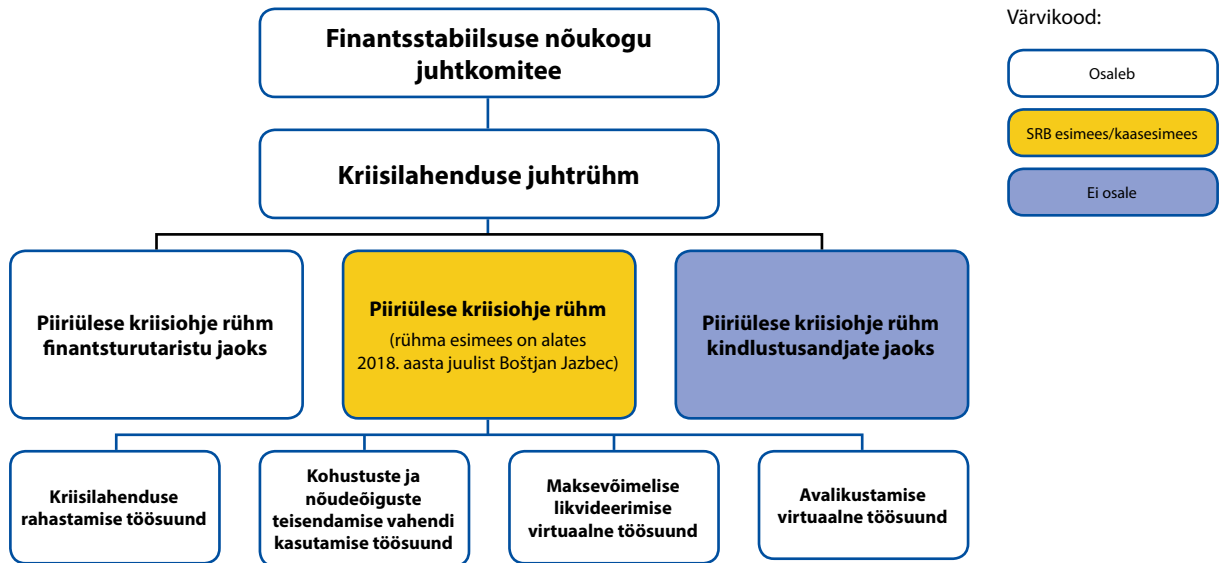 Finantsstabiilsuse nõukogu
juhtkomitee
Värvikood:
Osaleb
SRB esimees/kaasesimees
Ei osale
Kriisilahenduse juhtrühm
Piiriülese kriisiohje rühm
finantsturutaristu jaoks
Piiriülese kriisiohje rühm
(rühma esimees on alates
2018. aasta juulist Boštjan Jazbec)
Piiriülese kriisiohje rühm
kindlustusandjate jaoks
Kriisilahenduse
rahastamise töösuund
Kohustuste ja
nõudeõiguste
teisendamise vahendi
kasutamise töösuund
Maksevõimelise
likvideerimise
virtuaalne töösuund
Avalikustamise
virtuaalne töösuund